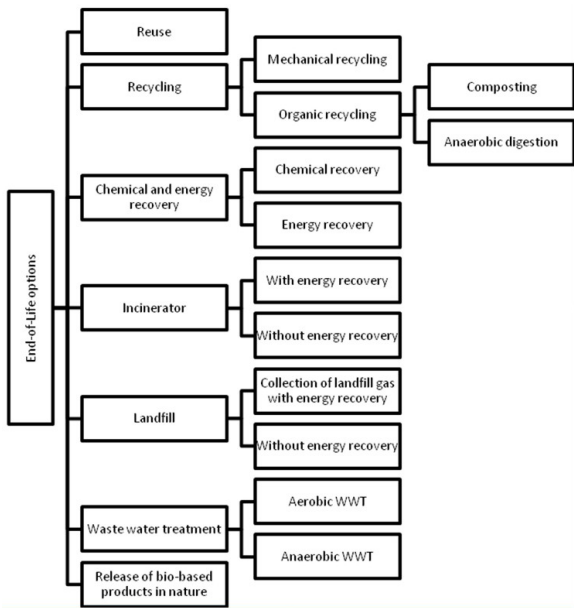 End-of-Life options
Reuse
Recycling
Mechanical recycling
Organic recycling
Composting
Anaerobic digestion
Chemical and energy
recovery
Chemical recovery
Energy recovery
Incinerator
With energy recovery
Without energy recovery
Landfill
Collection of landfill gas
with energy recovery
Without energy recovery
Waste water treatment
Aerobic WWT
Anaerobic WWT
Release of bio-based
products in nature